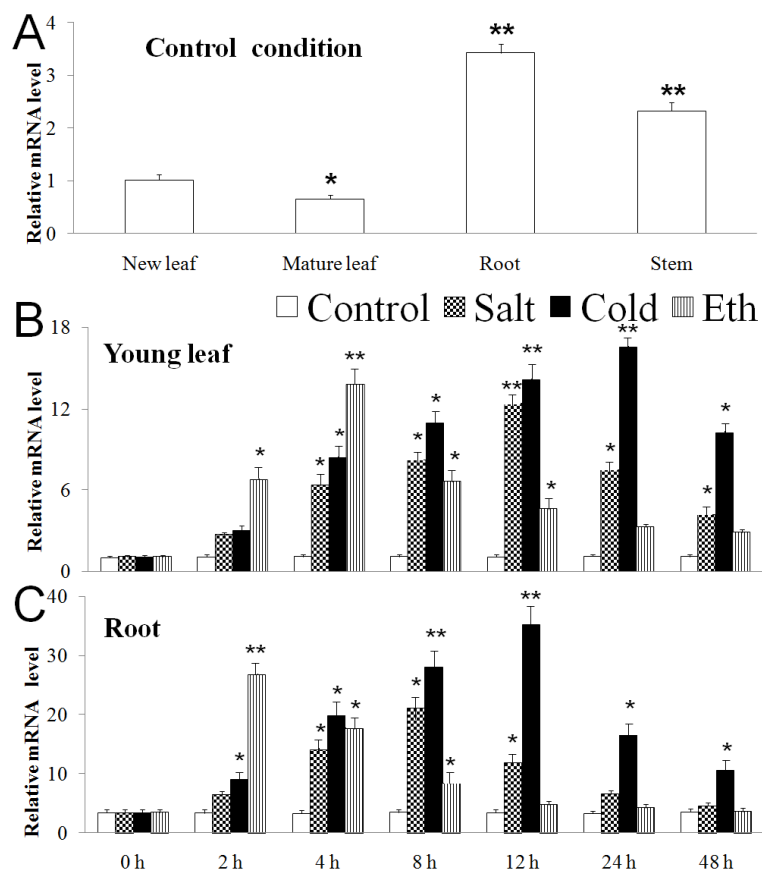 A
Control condition
Relative mRNA level
4
3
2
1
0
**
*
**
New leaf Mature leaf Root Stem
Control Salt Cold Eth
B
Young leaf
Relative mRNA level
18
12
6
0
* * * ** * * * * ** ** * * ** * *
C
Root
Relative mRNA level
40
30
20
10
0
* ** * * * * ** * * ** * *
0 h 2 h 4 h 8 h 12 h 24 h 48 h